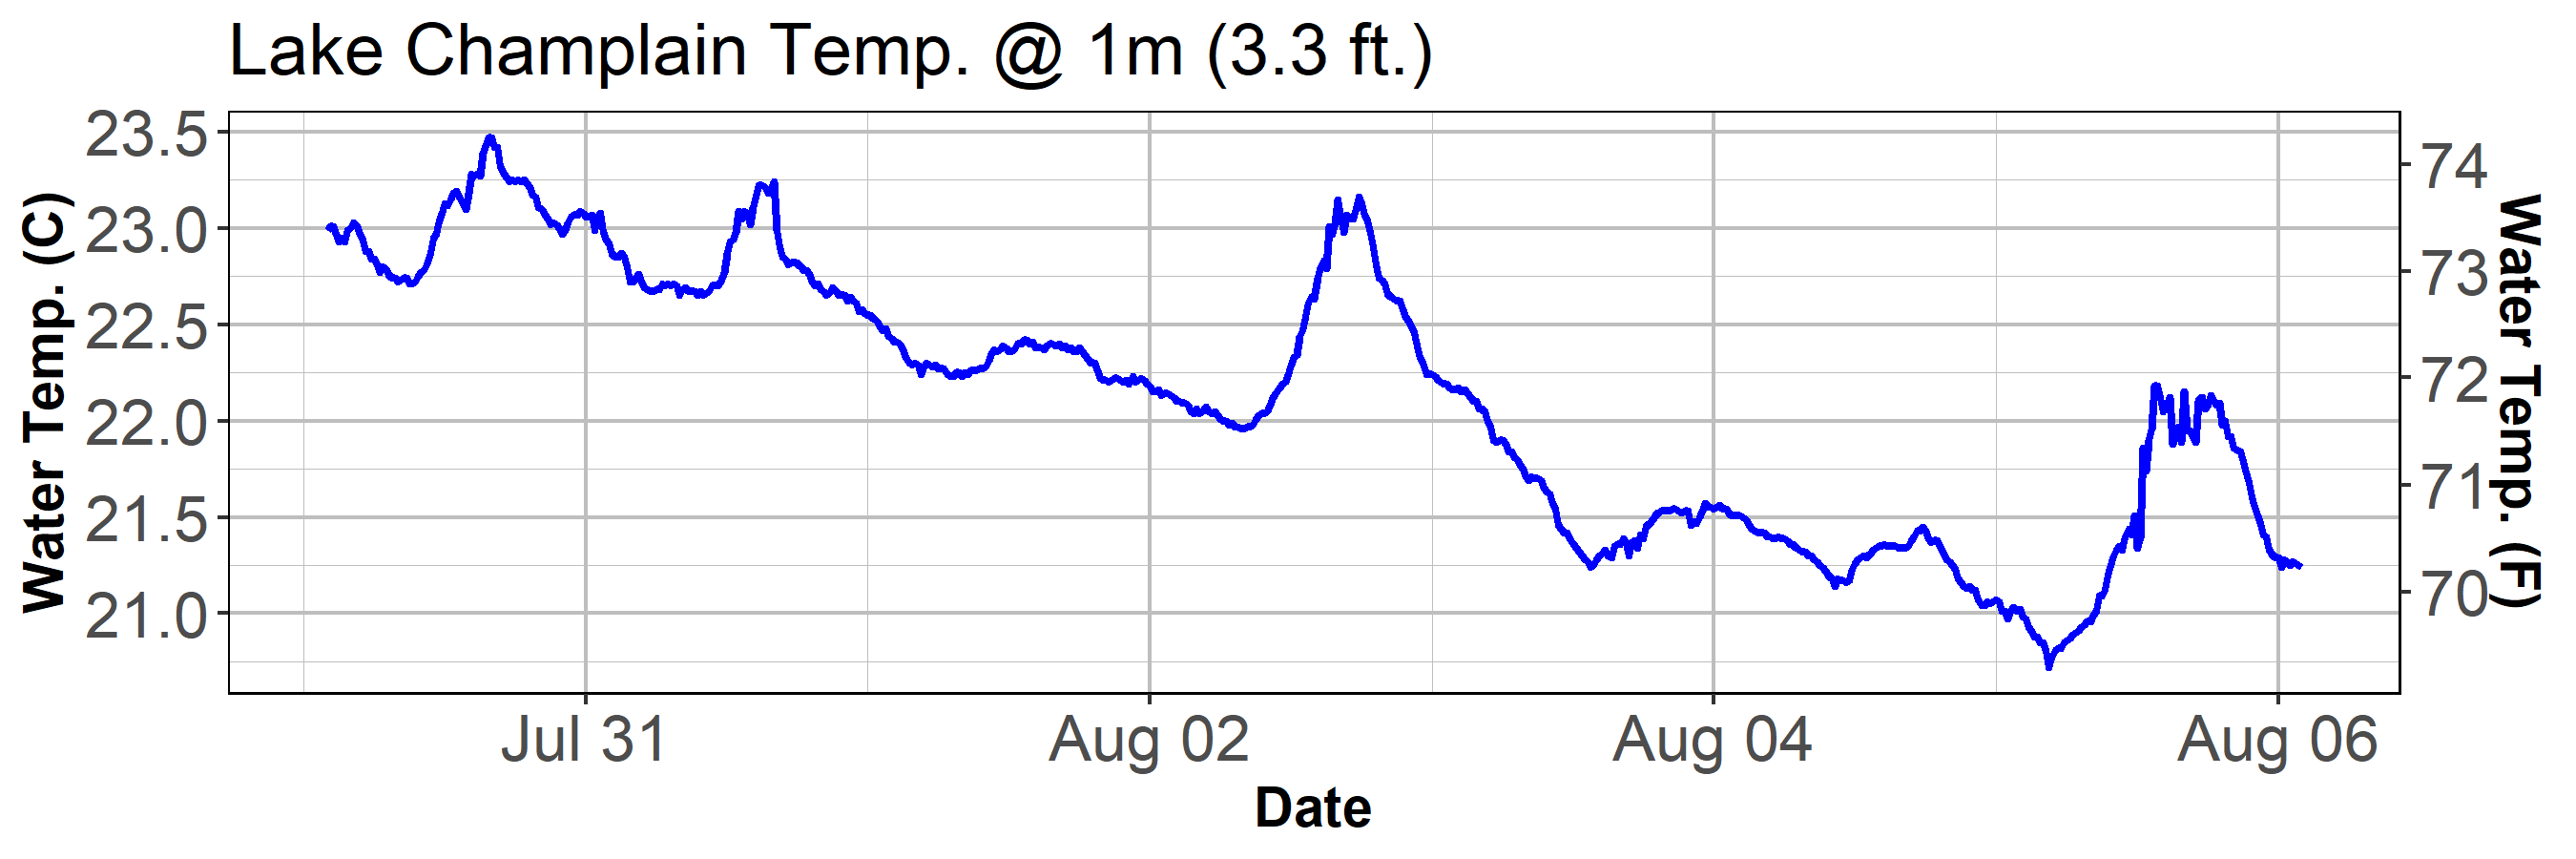 Lake Champlain Temp. @ 1m (3.3 ft.)
Water Temp. (C)
23.5
23.0
22.5
22.0
21.5
21.0
74
73
72
71
70
Water Temp. (F)
Jul 31 Aug 02 Aug 04 Aug 06
Date